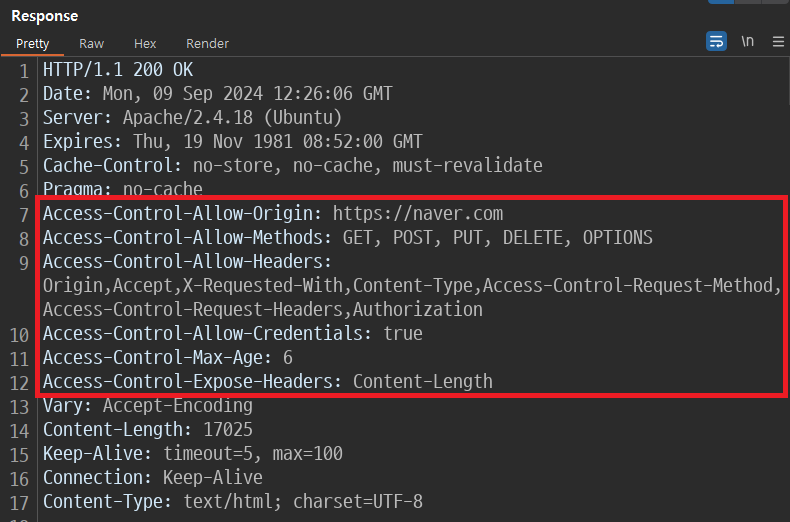 Response
Pretty Raw Hex Render \n
1 HTTP/1.1 200 OK
2 Date: Mon, 09 Sep 2024 12:26:06 GMT
3 Server: Apache/2.4.18 (Ubuntu)
4 Expires: Thu, 19 Nov 1981 08:52:00 GMT
5 Cache-Control: no-store, no-cache, must-revalidate
6 Pragma: no-cache
7 Access-Control-Allow-Origin: https://naver.com
8 Access-Control-Allow-Methods: GET, POST, PUT, DELETE, OPTIONS
9 Access-Control-Allow-Headers:
Origin,Accept,X-Requested-With,Content-Type,Access-Control-Request-Method,
Access-Control-Request-Headers,Authorization
10 Access-Control-Allow-Credentials: true
11 Access-Control-Max-Age: 6
12 Access-Control-Expose-Headers: Content-Length
13 Vary: Accept-Encoding
14 Content-Length: 17025
15 Keep-Alive: timeout=5, max=100
16 Connection: Keep-Alive
17 Content-Type: text/html; charset=UTF-8